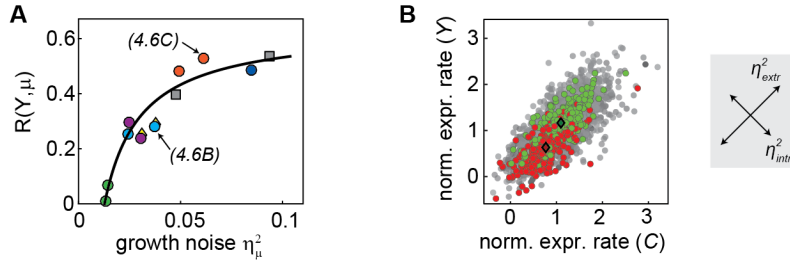 A
R(Y,μ)
0.6
0.4
0.2
0
(4.6C)
(4.6B)
0 0.05 0.1
growth noise η²μ
B
norm. expr. rate (Y)
3
2
1
0
0 1 2 3
norm. expr. rate (C)
η²extr
η²intr